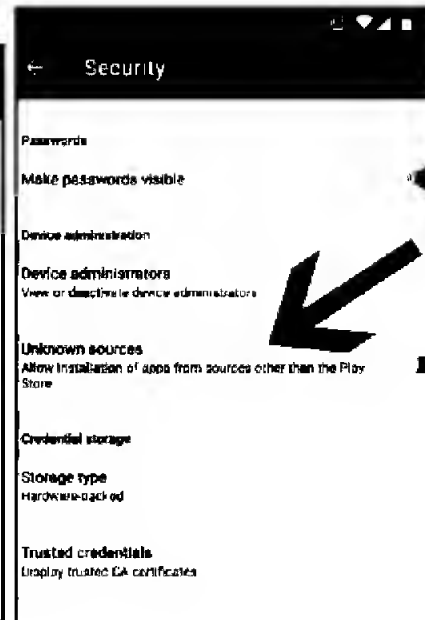 Security
Passwords
Make passwords visible
Device administration
Device administrators
View or deactivate device administrators
Unknown sources
Allow installation of apps from sources other than the Play
Store
Credential storage
Storage type
Hardware-backed
Trusted credentials
Display trusted CA certificates